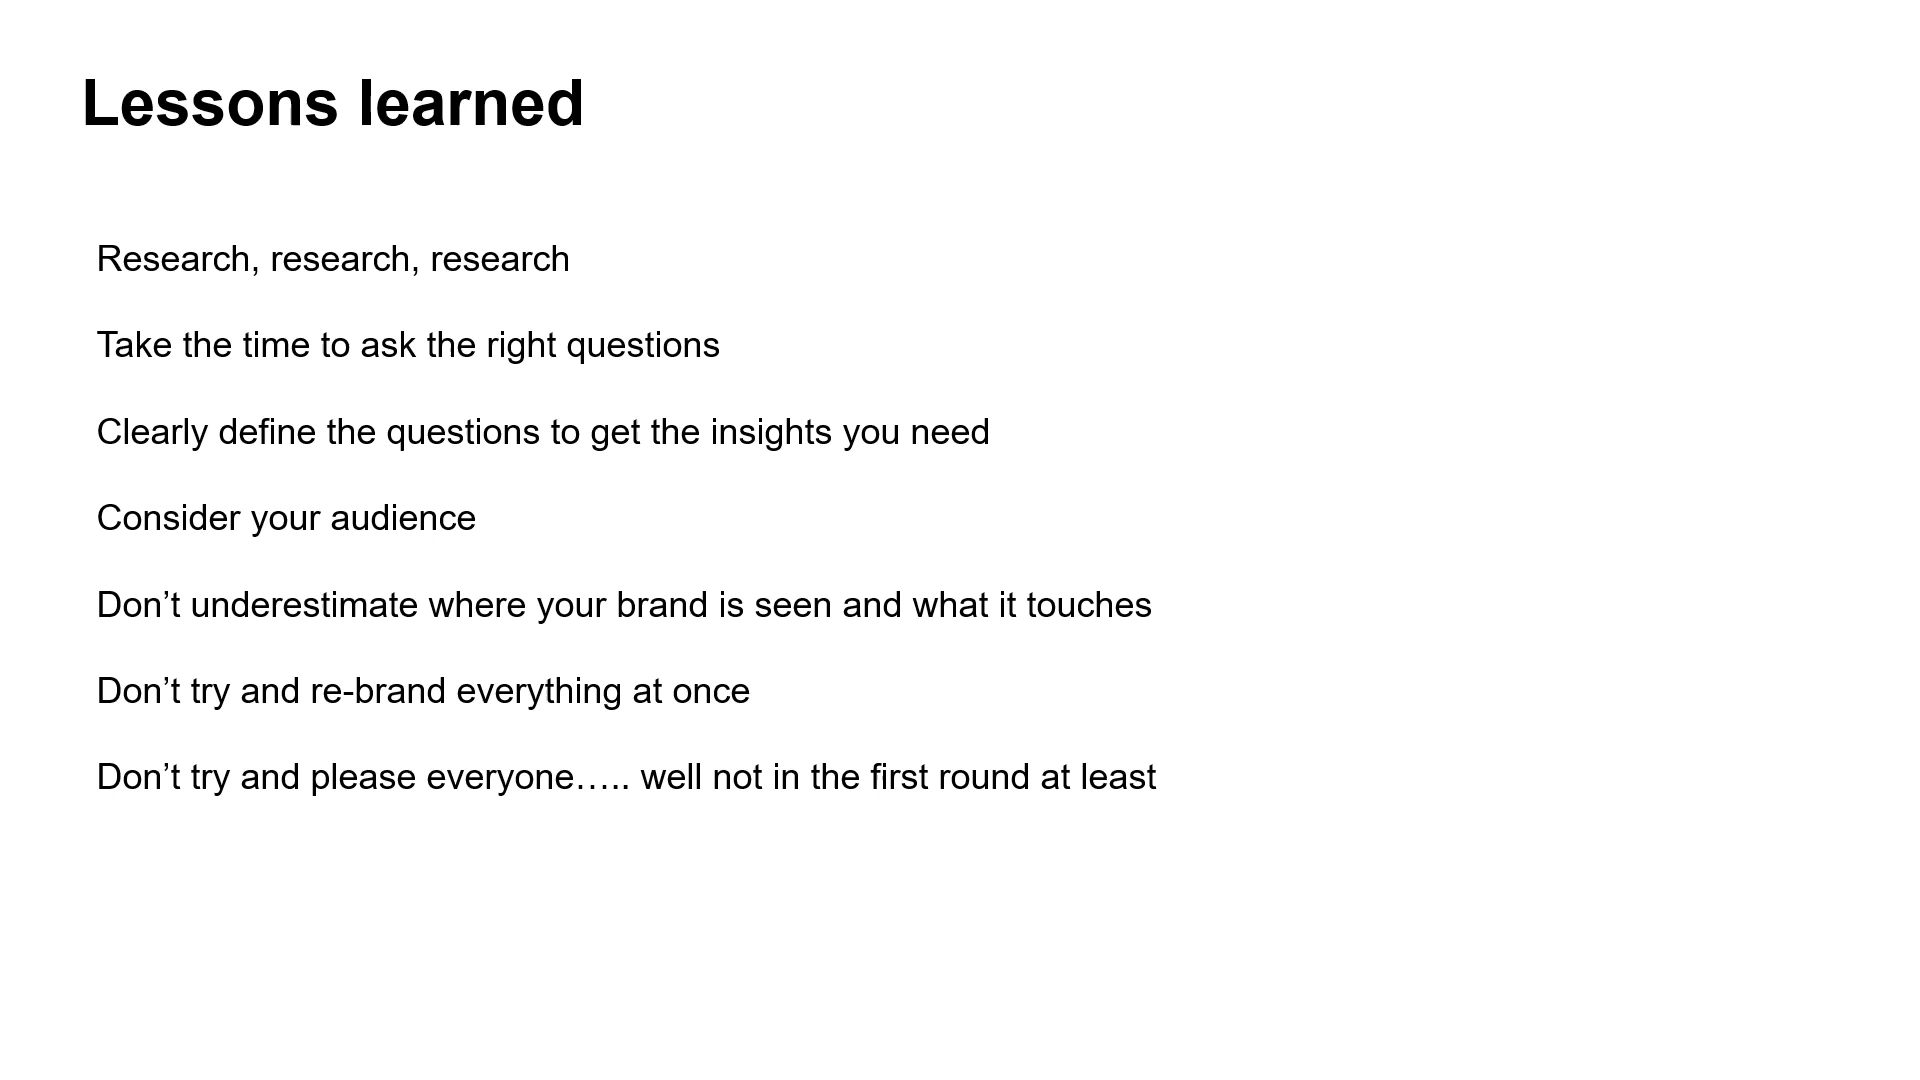 Lessons learned
Research, research, research
Take the time to ask the right questions
Clearly define the questions to get the insights you need
Consider your audience
Don’t underestimate where your brand is seen and what it touches
Don’t try and re-brand everything at once
Don’t try and please everyone….. well not in the first round at least